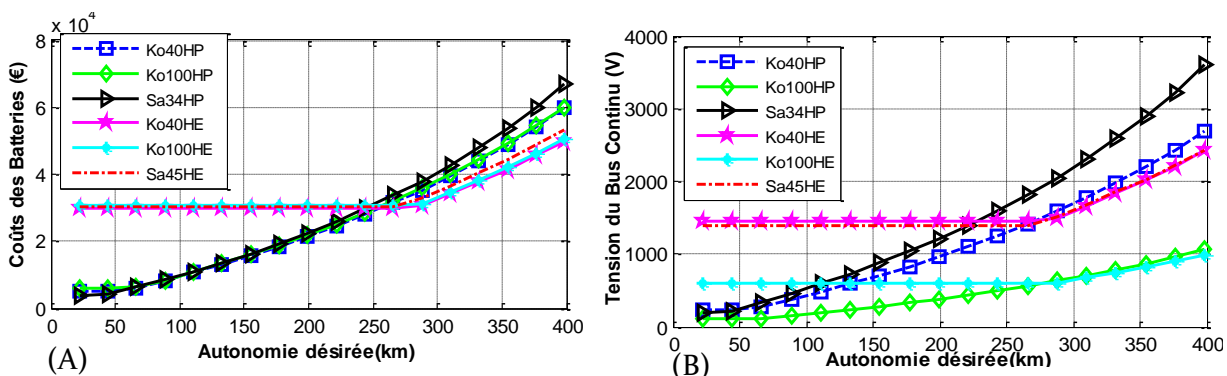 x 10⁴
8
6
4
2
0
0 50 100 150 200 250 300 350 400
Coûts des Batteries (€)
Autonomie désirée(km)
Ko40HP
Ko100HP
Sa34HP
Ko40HE
Ko100HE
Sa45HE
(A)
4000
3000
2000
1000
0
0 50 100 150 200 250 300 350 400
Tension du Bus Continu (V)
Autonomie désirée(km)
Ko40HP
Ko100HP
Sa34HP
Ko40HE
Ko100HE
Sa45HE
(B)